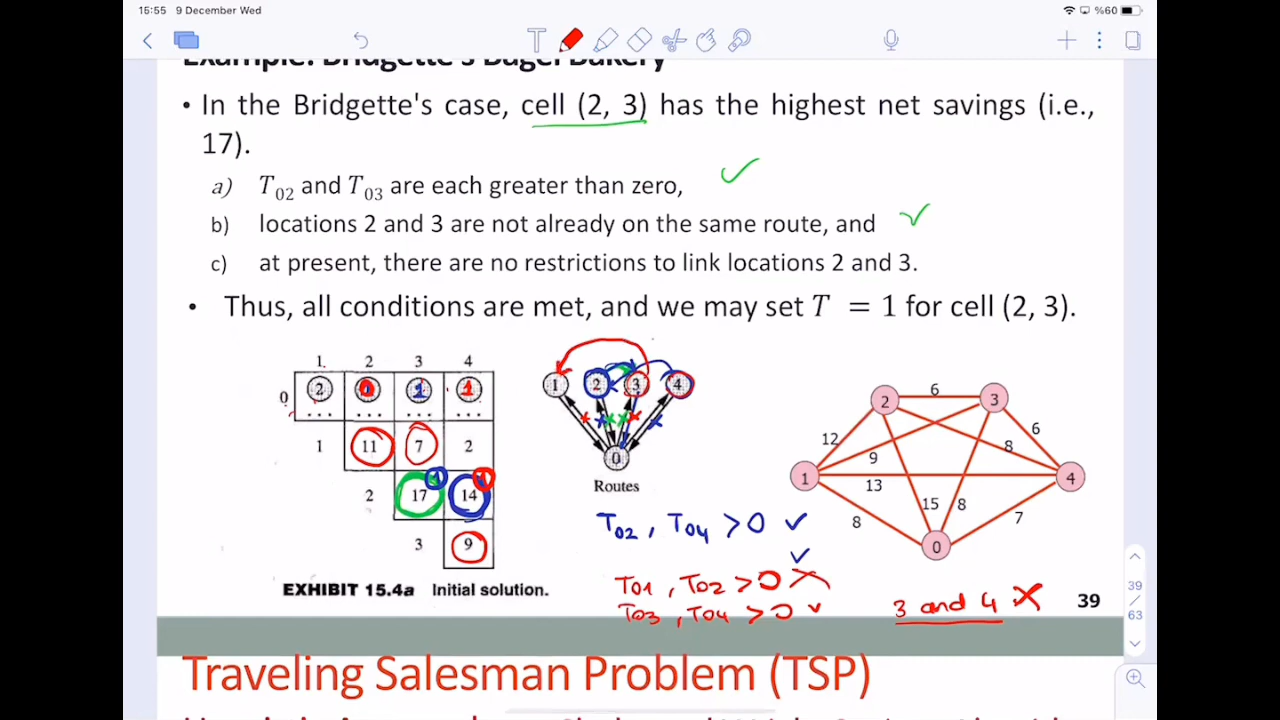 15:55 9 December Wed %60
Example: Bridgette's Bagel Bakery
• In the Bridgette's case, cell (2, 3) has the highest net savings (i.e.,
17).
a) T02 and T03 are each greater than zero,
b) locations 2 and 3 are not already on the same route, and
c) at present, there are no restrictions to link locations 2 and 3.
• Thus, all conditions are met, and we may set T = 1 for cell (2, 3).
1. 2 3 4
0 2 0 1 1
1 11 7 2
2 17 1 14 1
3 9
EXHIBIT 15.4a Initial solution.
1 2 3 4
0
Routes
T02, T04 > 0 ✓
✓
T01, T02 > 0 X
T03, T04 > 0 ✓
2 6 3
12 8 6
1 9 4
13
8 15 8 7
0
3 and 4 X
39
39
/
63
Traveling Salesman Problem (TSP)